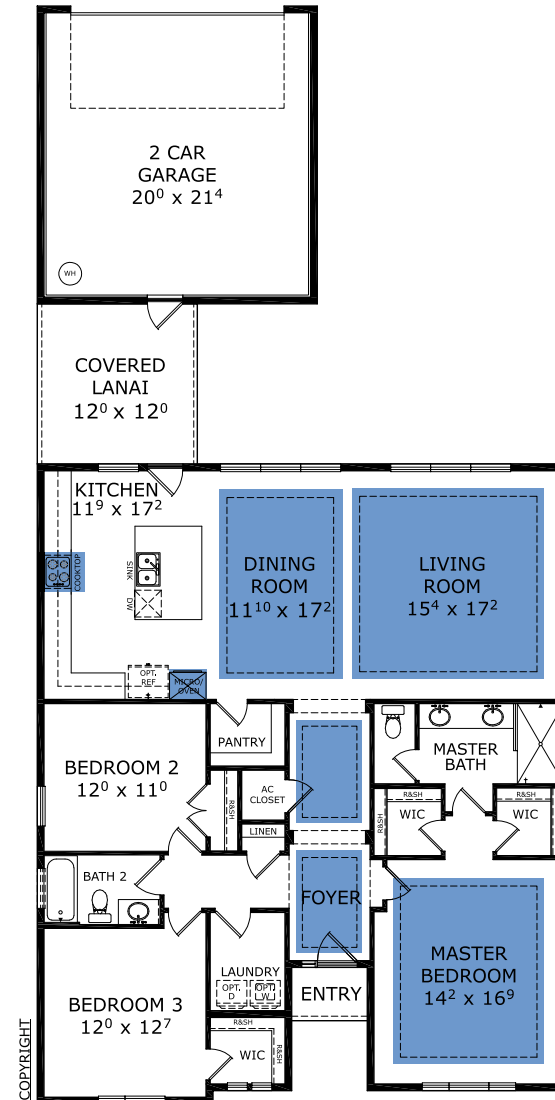 2 CAR
GARAGE
20⁰ x 21⁴
WH
COVERED
LANAI
12⁰ x 12⁰
KITCHEN
11⁹ x 17²
COOKTOP
SINK
DW
DINING
ROOM
11¹⁰ x 17²
LIVING
ROOM
15⁴ x 17²
OPT.
REF
MICRO/
OVEN
PANTRY
MASTER
BATH
BEDROOM 2
12⁰ x 11⁰
R&SH
AC
CLOSET
LINEN
R&SH
R&SH
WIC
R&SH
WIC
BATH 2
FOYER
MASTER
BEDROOM
14² x 16⁹
LAUNDRY
OPT.
D
OPT.
W
ENTRY
BEDROOM 3
12⁰ x 12⁷
R&SH
R&SH
WIC
COPYRIGHT